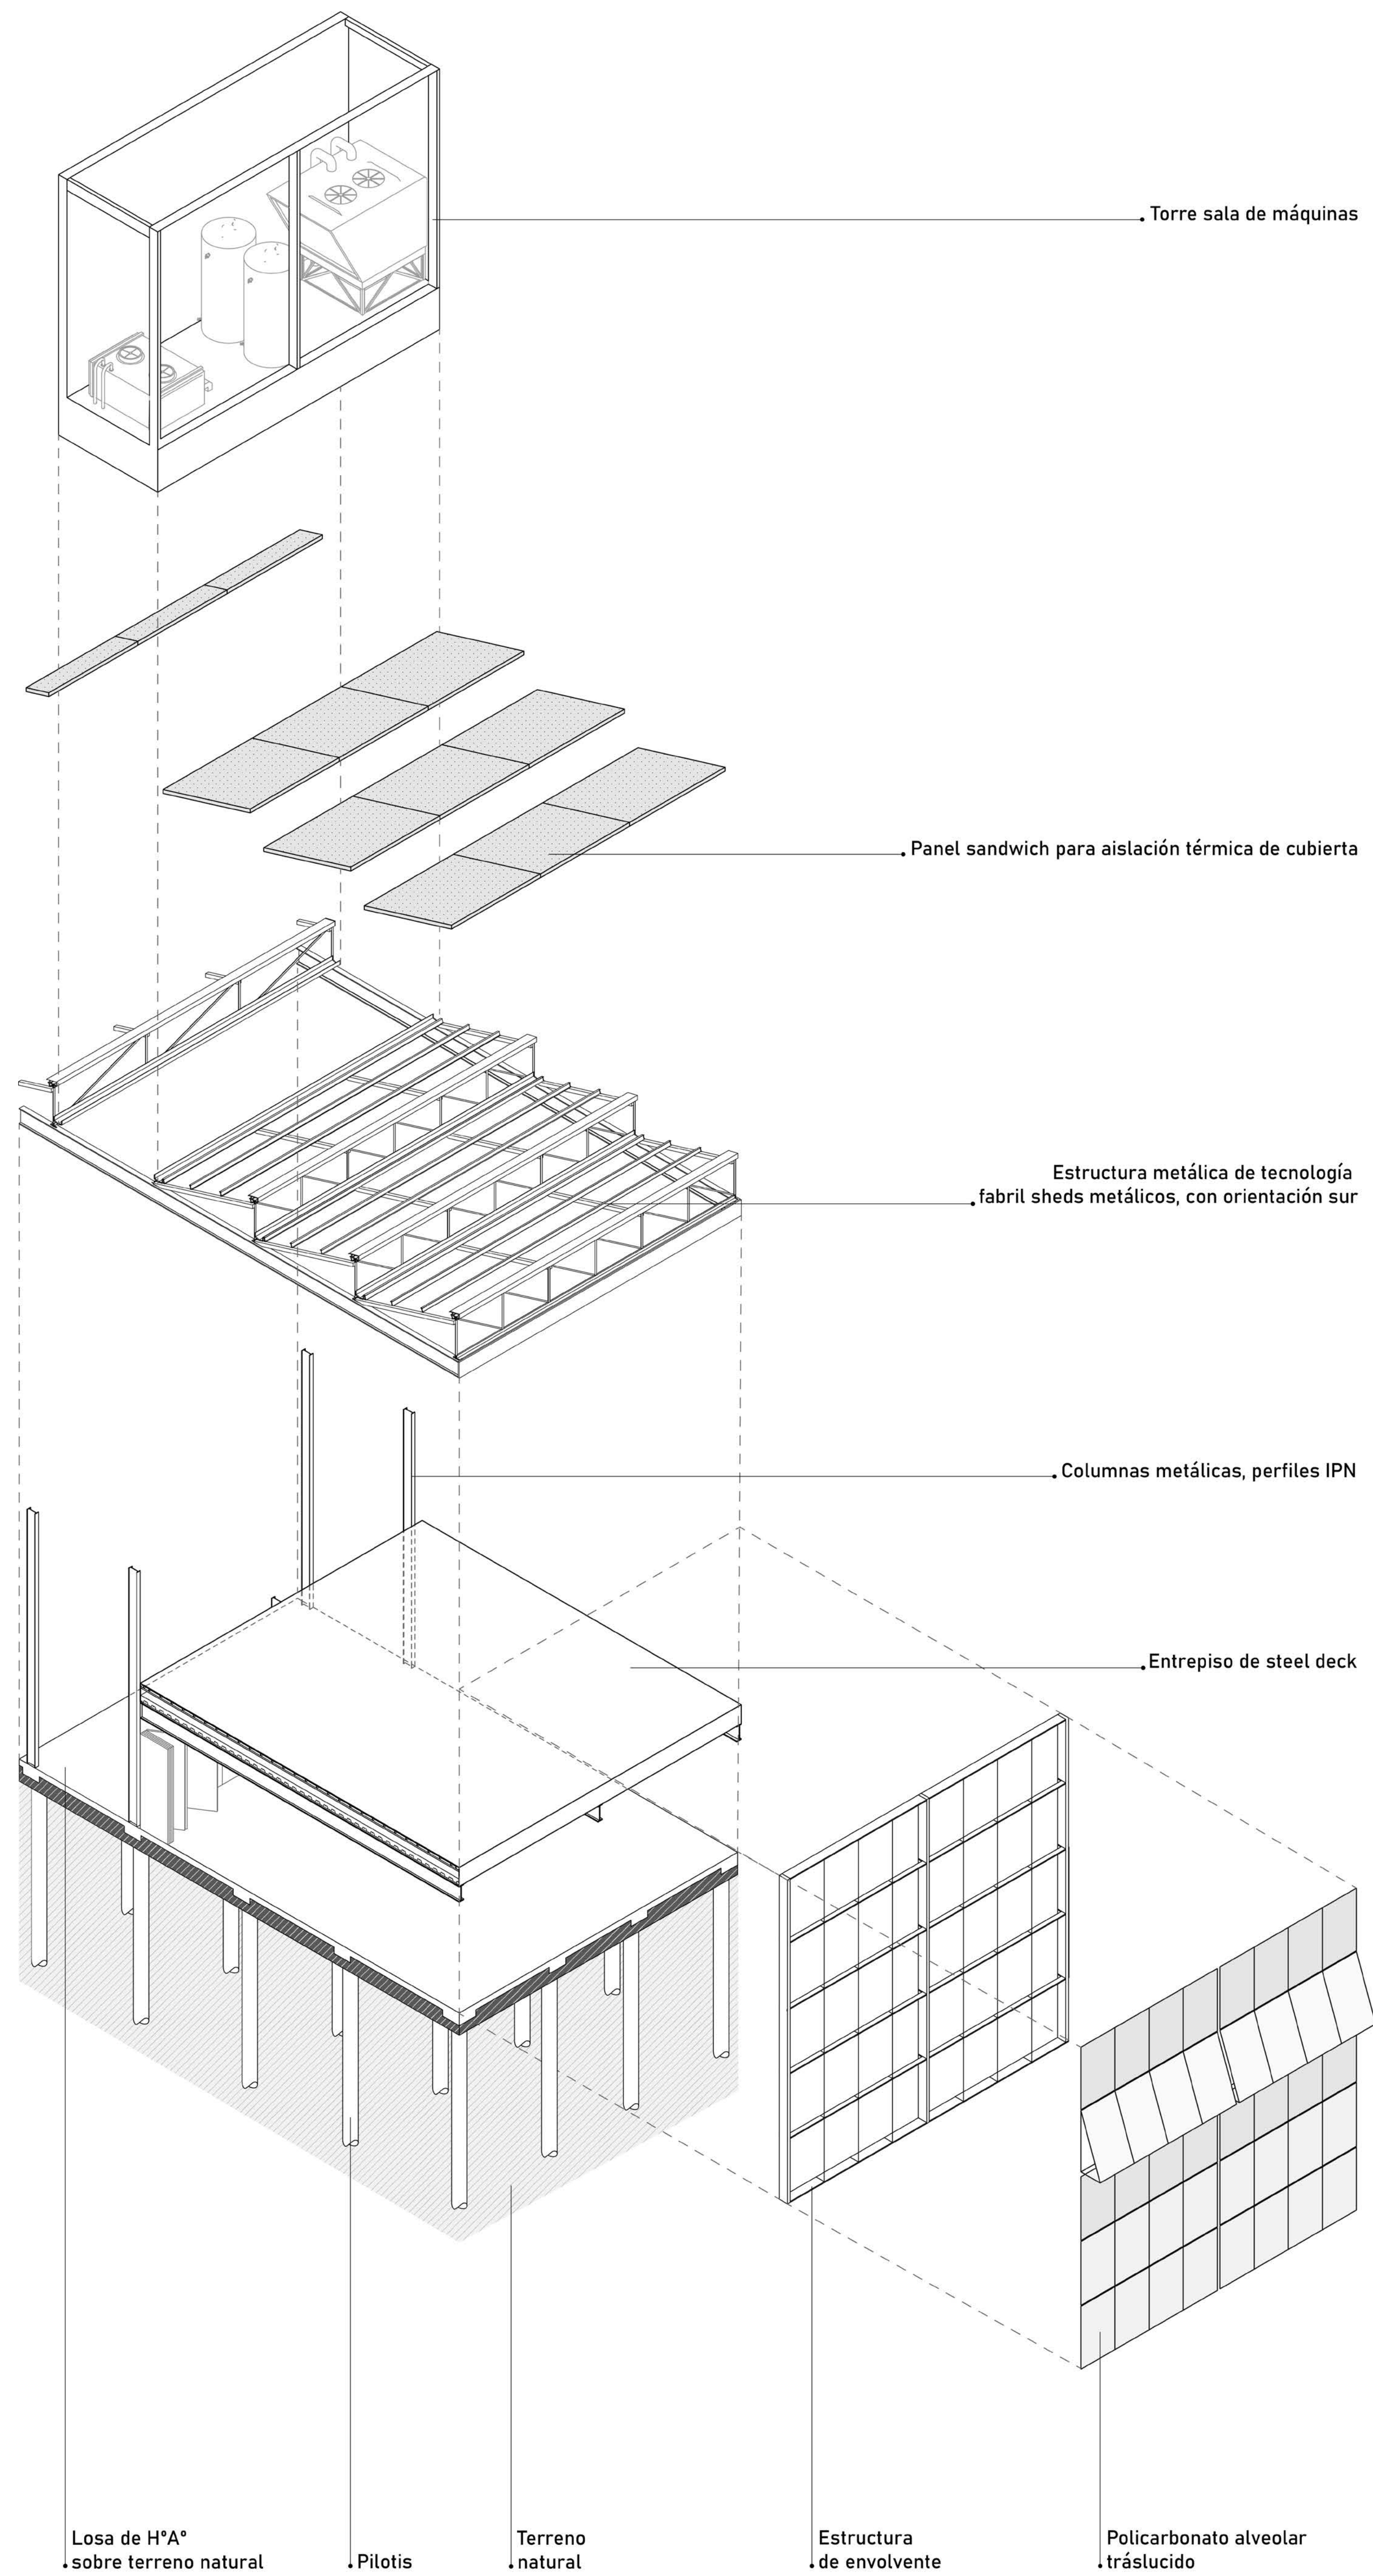 Torre sala de máquinas
Panel sandwich para aislación térmica de cubierta
Estructura metálica de tecnología
fabril sheds metálicos, con orientación sur
Columnas metálicas, perfiles IPN
Entrepiso de steel deck
Losa de H°A°
sobre terreno natural
Pilotis
Terreno
natural
Estructura
de envolvente
Policarbonato alveolar
tráslucido